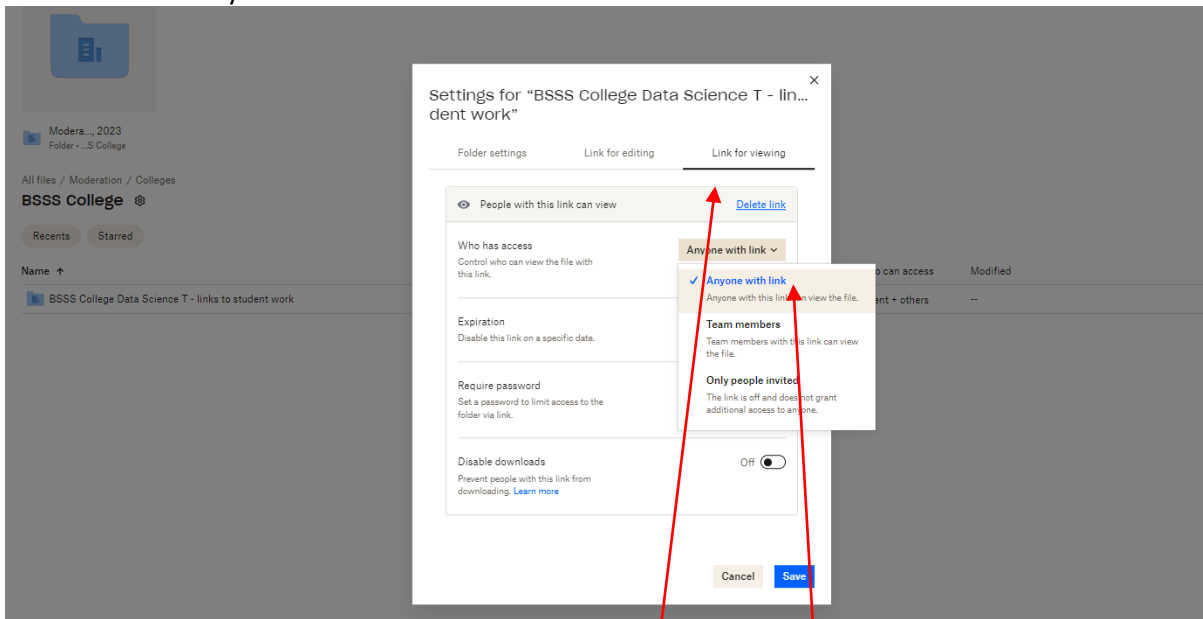 Modera..., 2023
Folder - ...S College
All files / Moderation / Colleges
BSSS College
Recents Starred
Name ↑
BSSS College Data Science T - links to student work
Settings for “BSSS College Data Science T - lin...
dent work”
Folder settings Link for editing Link for viewing
People with this link can view Delete link
Who has access
Control who can view the file with
this link.
Anyone with link
Anyone with link
Anyone with this link can view the file.
Team members
Team members with this link can view
the file.
Only people invited
The link is off and does not grant
additional access to anyone.
Expiration
Disable this link on a specific date.
Require password
Set a password to limit access to the
folder via link.
Disable downloads Off
Prevent people with this link from
downloading. Learn more
Cancel Save
can access Modified
+ others --